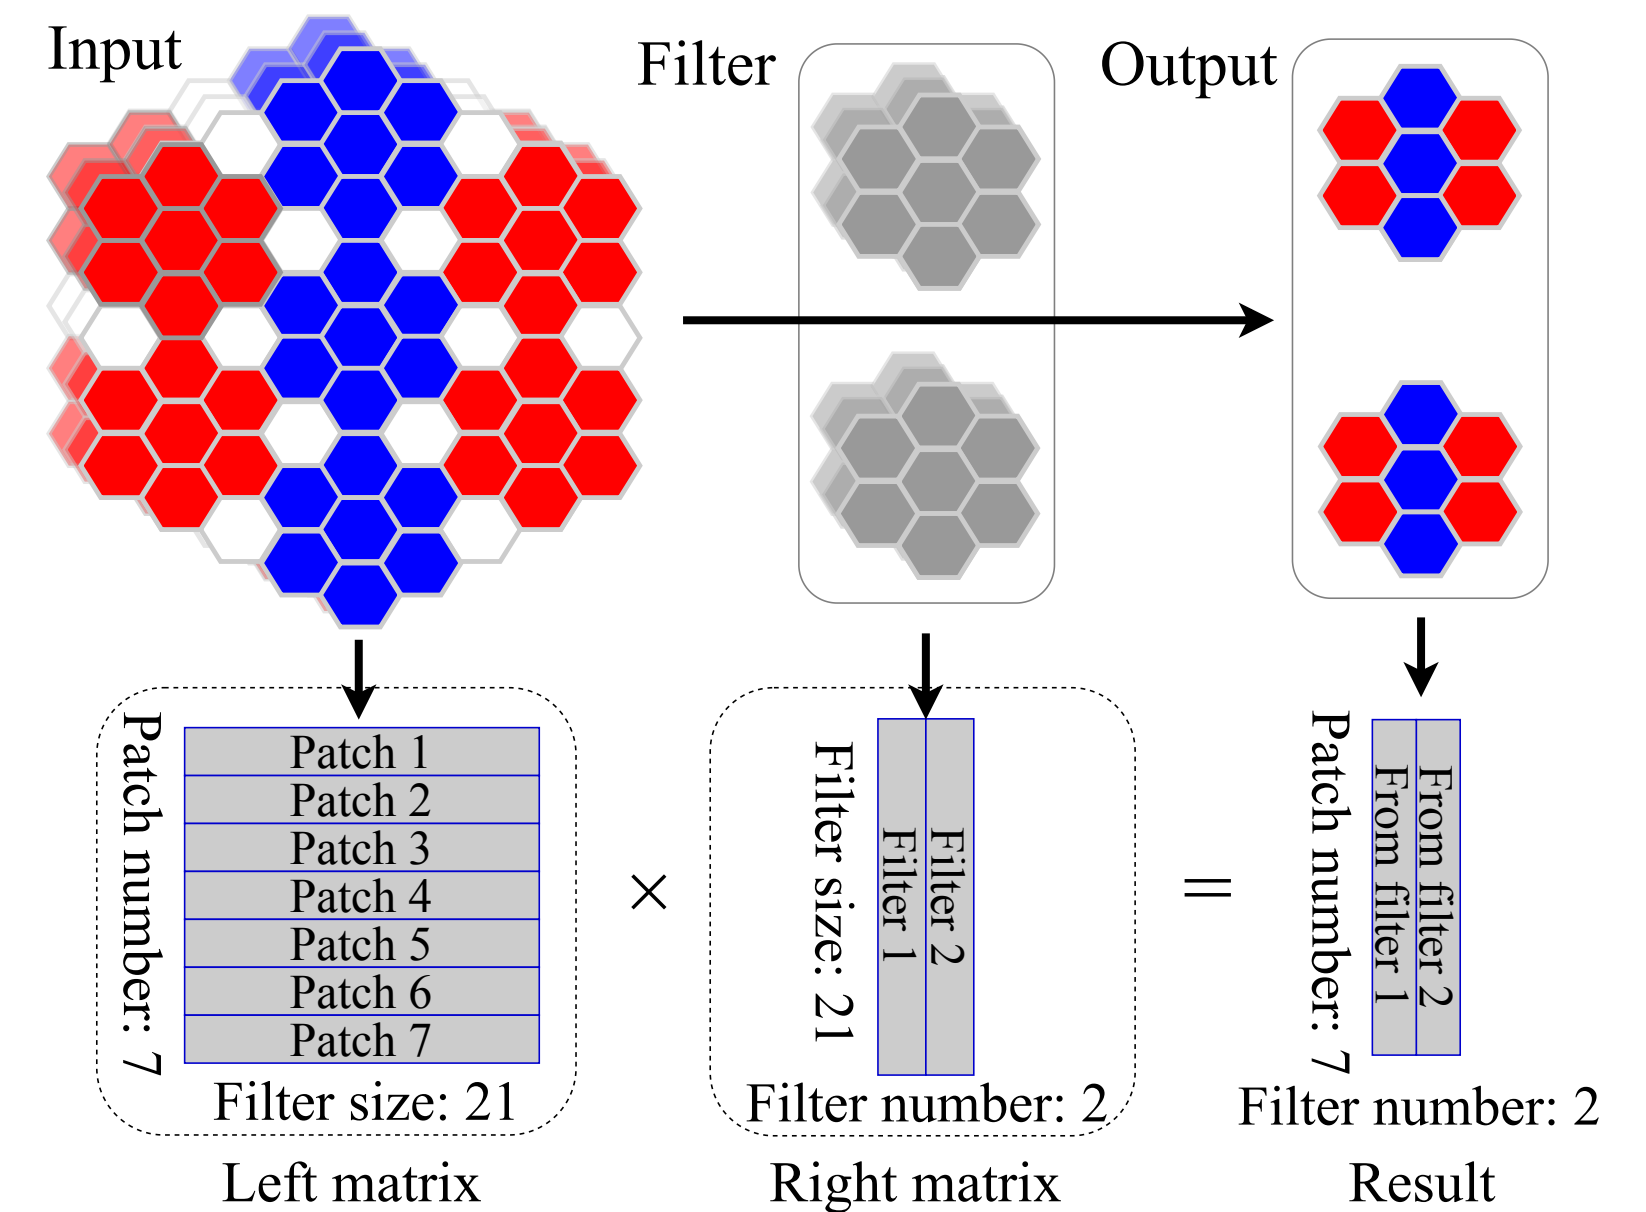 Input
Filter
Output
Patch number: 7
Patch 1
Patch 2
Patch 3
Patch 4
Patch 5
Patch 6
Patch 7
Filter size: 21
Left matrix
×
Filter size: 21
Filter 1
Filter 2
Filter number: 2
Right matrix
=
Patch number: 7
From filter 1
From filter 2
Filter number: 2
Result